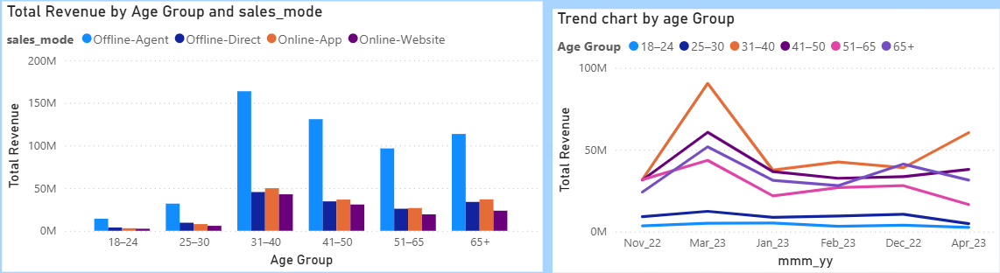 Total Revenue by Age Group and sales_mode
sales_mode Offline-Agent Offline-Direct Online-App Online-Website
200M
150M
100M
50M
0M
Total Revenue
18–24 25–30 31–40 41–50 51–65 65+
Age Group
Trend chart by age Group
Age Group 18–24 25–30 31–40 41–50 51–65 65+
100M
50M
0M
Total Revenue
Nov_22 Mar_23 Jan_23 Feb_23 Dec_22 Apr_23
mmm_yy